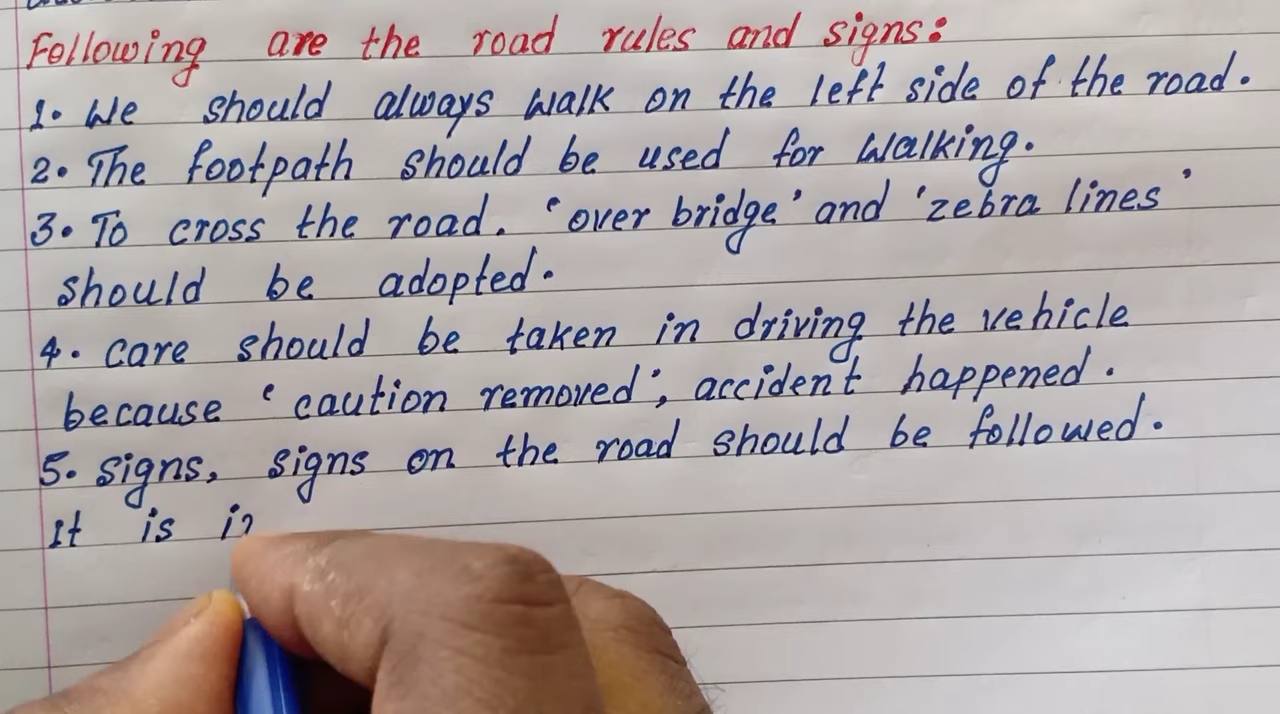 Following are the road rules and signs:
1. We should always walk on the left side of the road.
2. The footpath should be used for walking.
3. To cross the road. 'over bridge' and 'zebra lines'
should be adopted.
4. care should be taken in driving the vehicle
because 'caution removed', accident happened.
5. signs, signs on the road should be followed.
It is